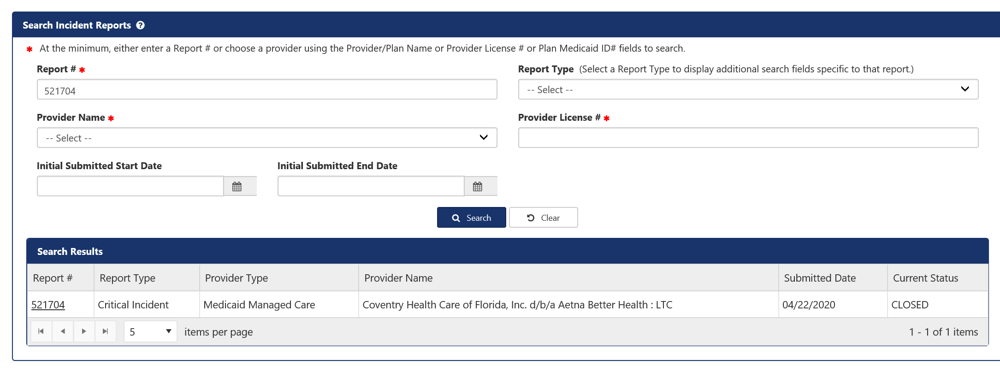 Search Incident Reports
* At the minimum, either enter a Report # or choose a provider using the Provider/Plan Name or Provider License # or Plan Medicaid ID# fields to search.
Report # *
Report Type (Select a Report Type to display additional search fields specific to that report.)
521704
-- Select --
Provider Name *
Provider License # *
-- Select --
Initial Submitted Start Date
Initial Submitted End Date
Search
Clear
Search Results
Report # Report Type Provider Type Provider Name Submitted Date Current Status
521704 Critical Incident Medicaid Managed Care Coventry Health Care of Florida, Inc. d/b/a Aetna Better Health : LTC 04/22/2020 CLOSED
5 items per page 1 - 1 of 1 items